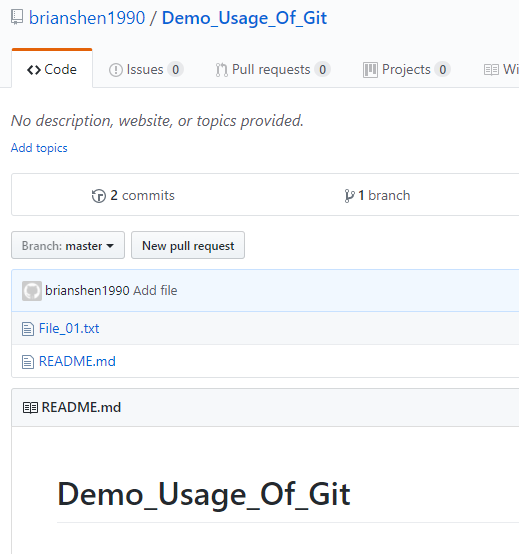 brianshen1990 / Demo_Usage_Of_Git
Code Issues 0 Pull requests 0 Projects 0 Wi
No description, website, or topics provided.
Add topics
2 commits 1 branch
Branch: master New pull request
brianshen1990 Add file
File_01.txt
README.md
README.md
Demo_Usage_Of_Git